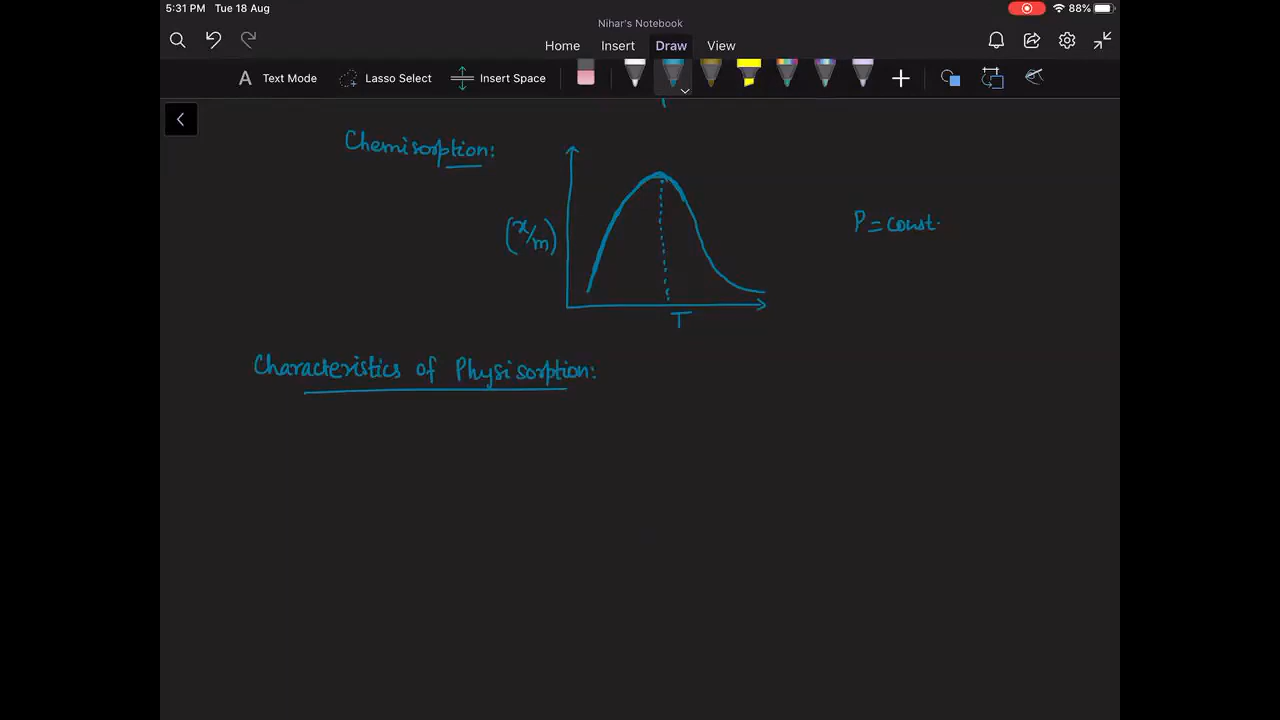 5:31 PM Tue 18 Aug
88%
Nihar's Notebook
Home Insert Draw View
A Text Mode Lasso Select Insert Space
Chemisorption:
(x/m)
P = const.
T
Characteristics of Physisorption: